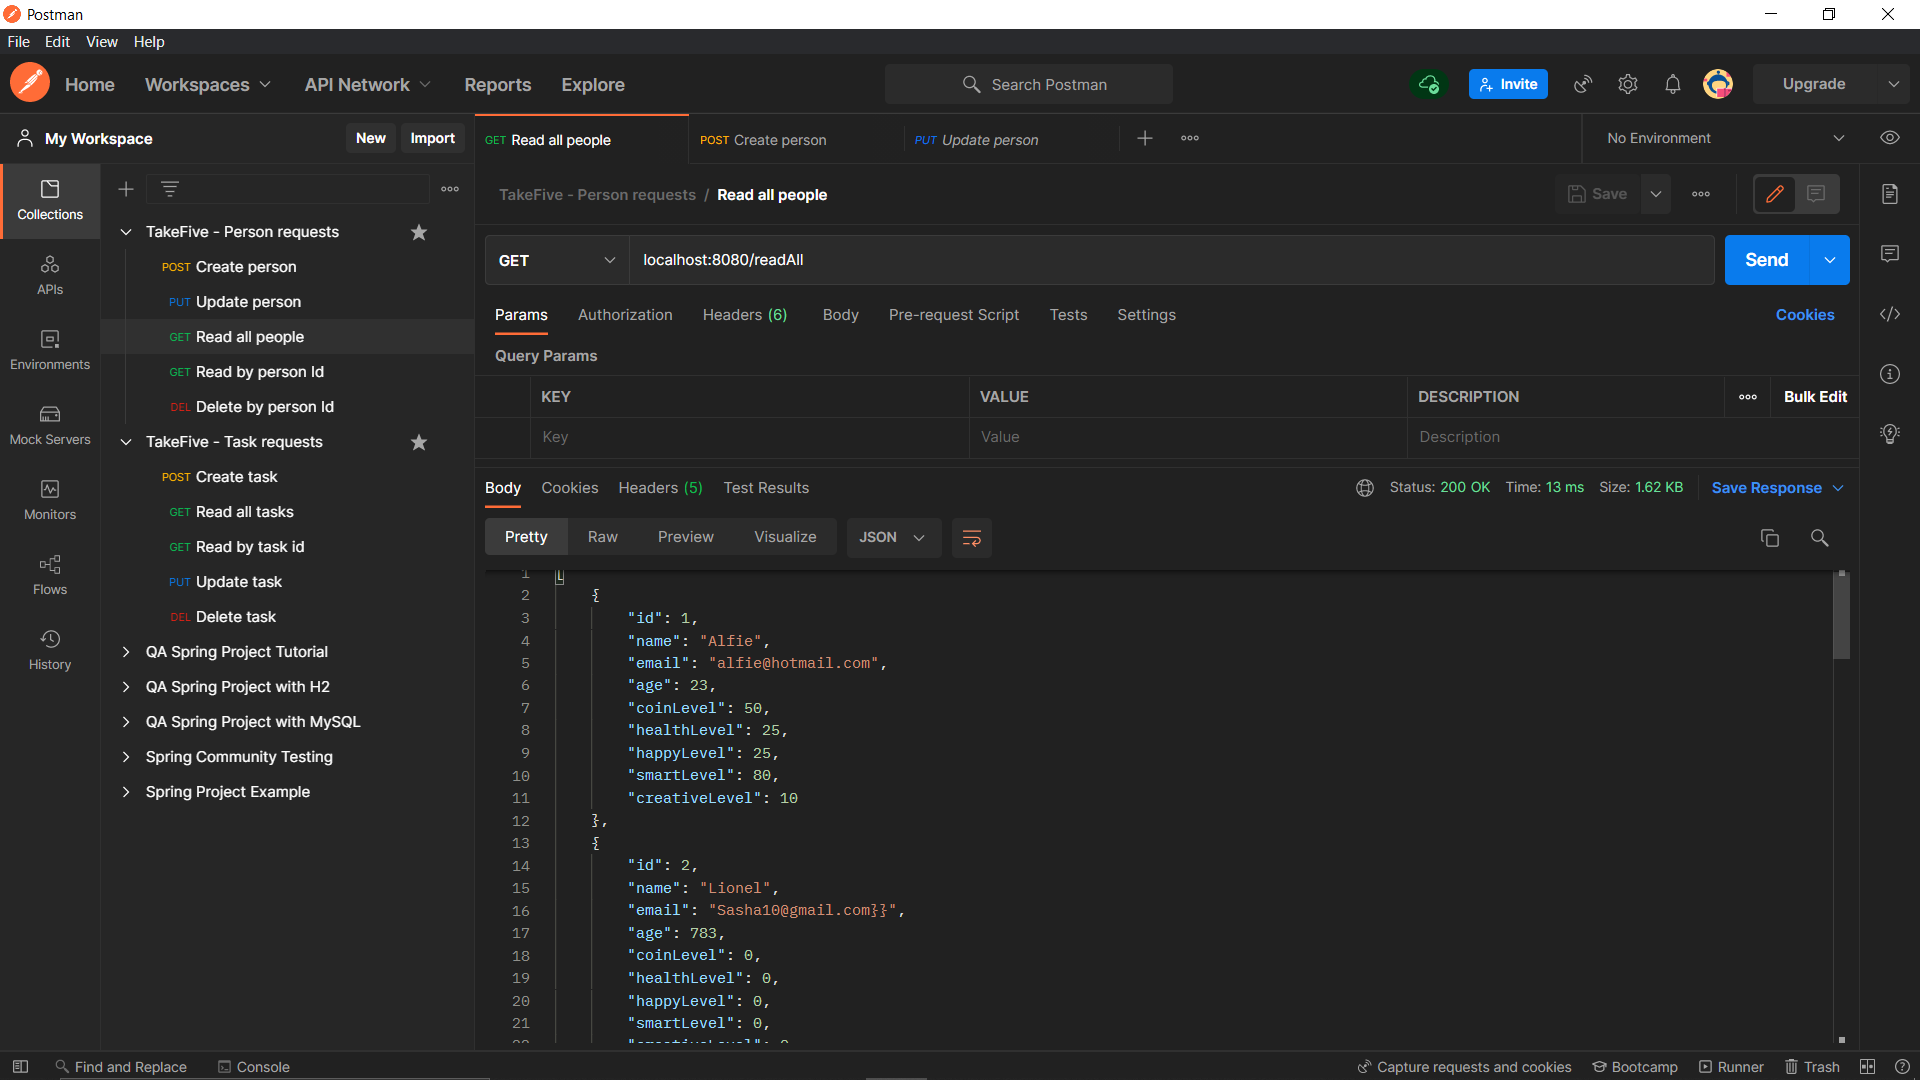 Postman
File Edit View Help
Home Workspaces API Network Reports Explore Search Postman Invite Upgrade
My Workspace New Import
GET Read all people POST Create person PUT Update person No Environment
Collections
APIs
Environments
Mock Servers
Monitors
Flows
History
TakeFive - Person requests
POST Create person
PUT Update person
GET Read all people
GET Read by person Id
DEL Delete by person Id
TakeFive - Task requests
POST Create task
GET Read all tasks
GET Read by task id
PUT Update task
DEL Delete task
QA Spring Project Tutorial
QA Spring Project with H2
QA Spring Project with MySQL
Spring Community Testing
Spring Project Example
TakeFive - Person requests / Read all people Save
GET localhost:8080/readAll Send
Params Authorization Headers (6) Body Pre-request Script Tests Settings Cookies
Query Params
KEY VALUE DESCRIPTION Bulk Edit
Key Value Description
Body Cookies Headers (5) Test Results Status: 200 OK Time: 13 ms Size: 1.62 KB Save Response
Pretty Raw Preview Visualize JSON
1 [
2 {
3 "id": 1,
4 "name": "Alfie",
5 "email": "alfie@hotmail.com",
6 "age": 23,
7 "coinLevel": 50,
8 "healthLevel": 25,
9 "happyLevel": 25,
10 "smartLevel": 80,
11 "creativeLevel": 10
12 },
13 {
14 "id": 2,
15 "name": "Lionel",
16 "email": "Sasha10@gmail.com}}",
17 "age": 783,
18 "coinLevel": 0,
19 "healthLevel": 0,
20 "happyLevel": 0,
21 "smartLevel": 0,
Find and Replace Console Capture requests and cookies Bootcamp Runner Trash